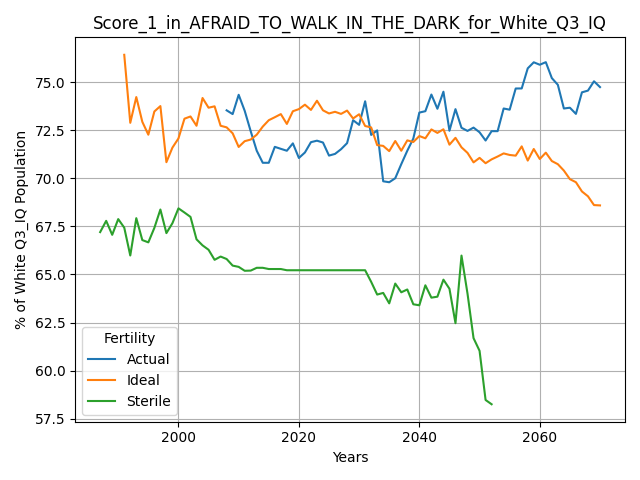 Score_1_in_AFRAID_TO_WALK_IN_THE_DARK_for_White_Q3_IQ
% of White Q3_IQ Population
75.0
72.5
70.0
67.5
65.0
62.5
60.0
57.5
Fertility
Actual
Ideal
Sterile
2000
2020
2040
2060
Years